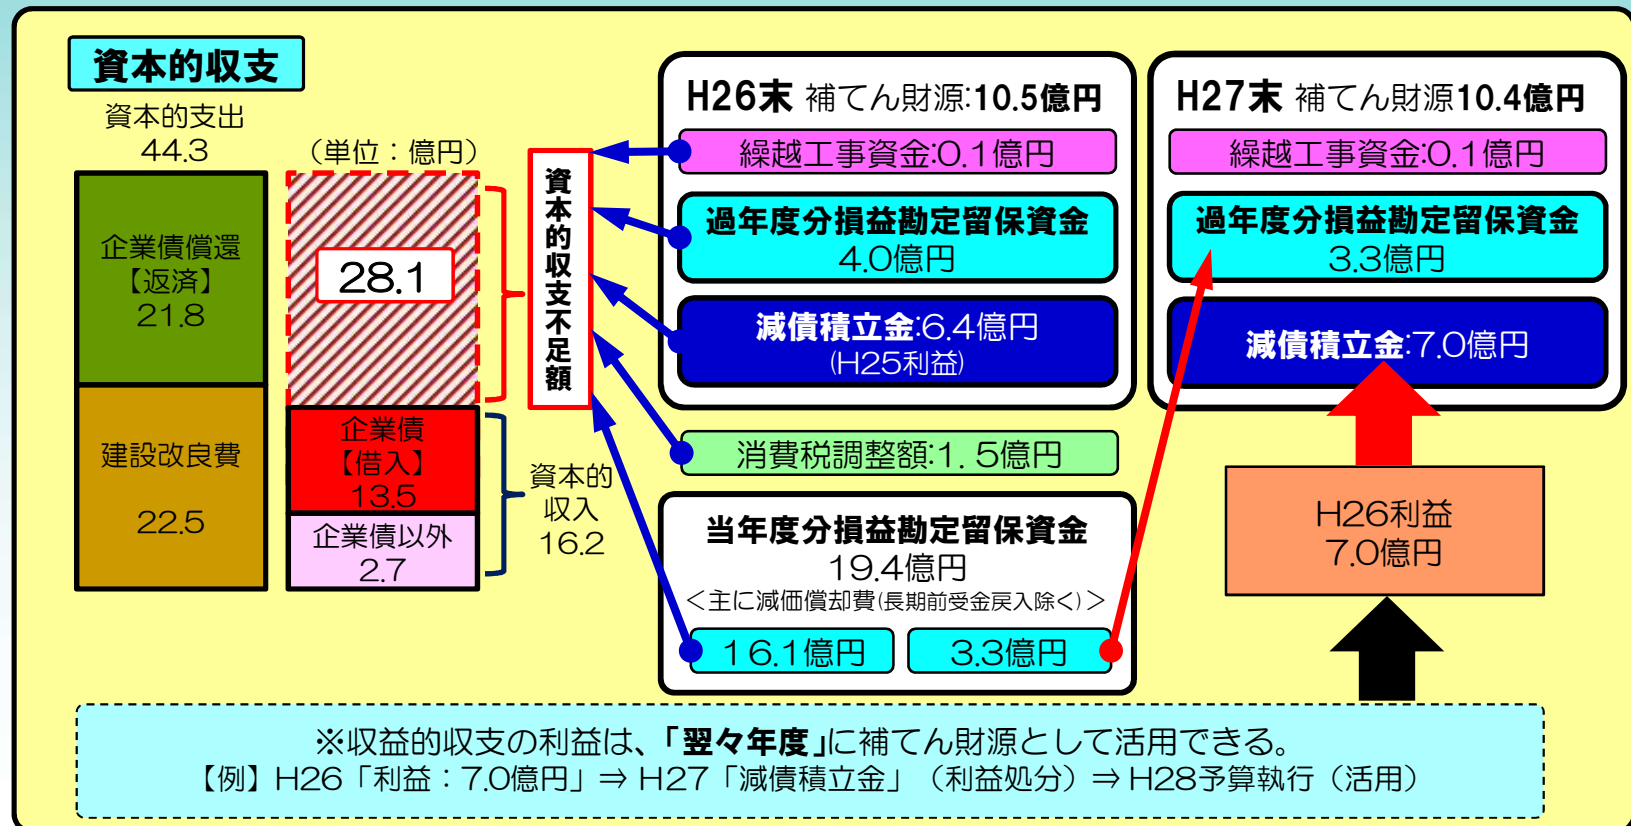 資本的収支
資本的支出
44.3
（単位：億円）
企業債償還
【返済】
21.8
建設改良費
22.5
28.1
企業債
【借入】
13.5
企業債以外
2.7
資本的
収入
16.2
資本的収支不足額
H26末 補てん財源:10.5億円
繰越工事資金:0.1億円
過年度分損益勘定留保資金
4.0億円
減債積立金:6.4億円
(H25利益)
消費税調整額:1.5億円
当年度分損益勘定留保資金
19.4億円
＜主に減価償却費(長期前受金戻入除く)＞
16.1億円
3.3億円
H27末 補てん財源10.4億円
繰越工事資金:0.1億円
過年度分損益勘定留保資金
3.3億円
減債積立金:7.0億円
H26利益
7.0億円
※収益的収支の利益は、「翌々年度」に補てん財源として活用できる。
【例】H26「利益：7.0億円」⇒ H27「減債積立金」（利益処分）⇒ H28予算執行（活用）